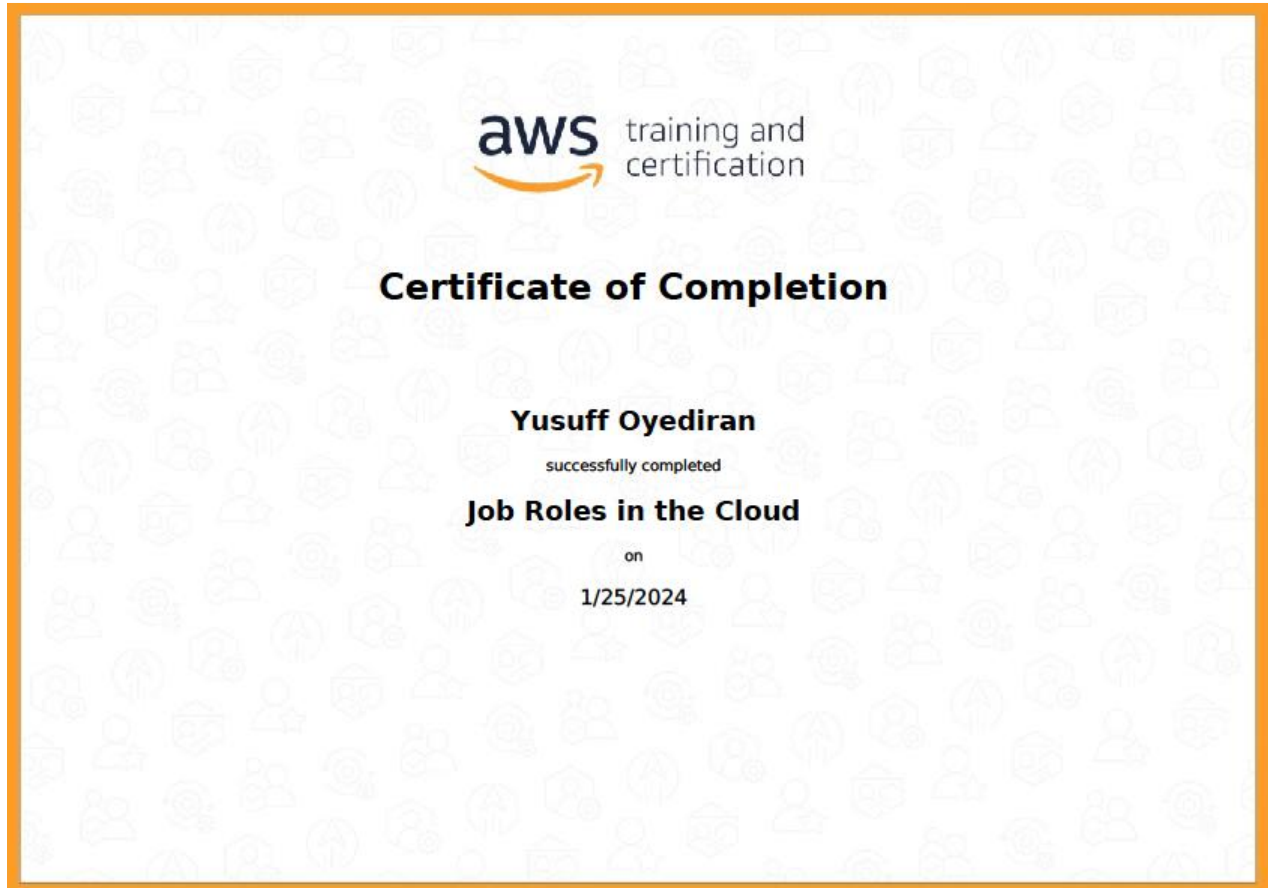 aws training and
certification
Certificate of Completion
Yusuff Oyediran
successfully completed
Job Roles in the Cloud
on
1/25/2024